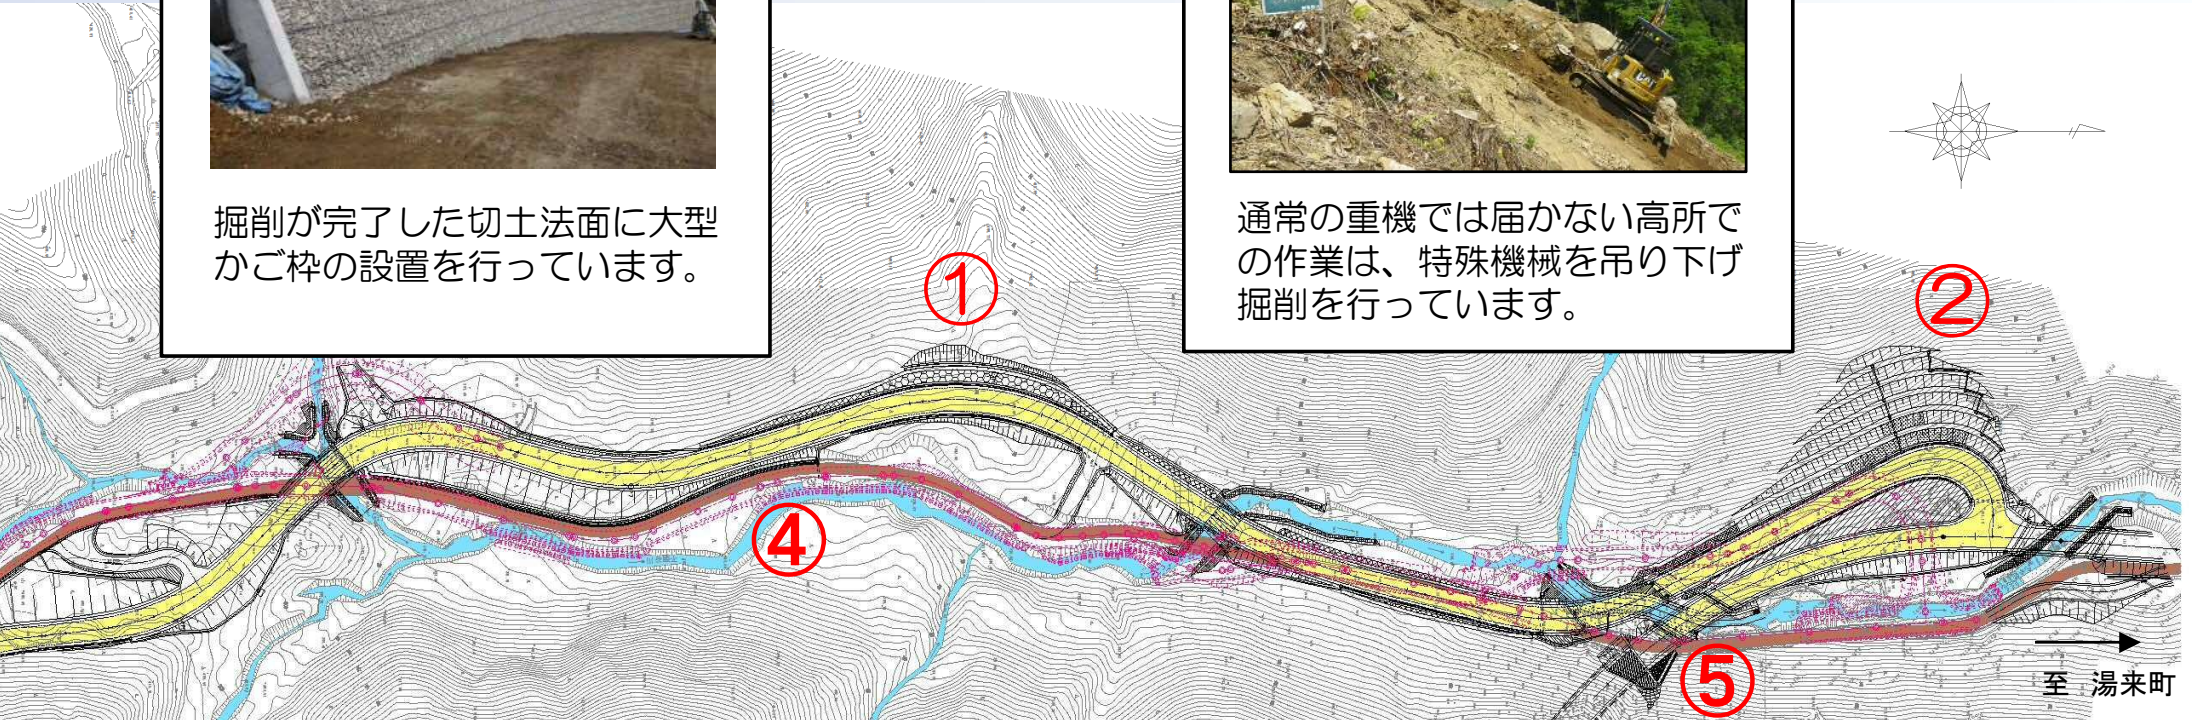 掘削が完了した切土法面に大型
かご枠の設置を行っています。
通常の重機では届かない高所で
の作業は、特殊機械を吊り下げ
掘削を行っています。
①
②
④
⑤
至 湯来町